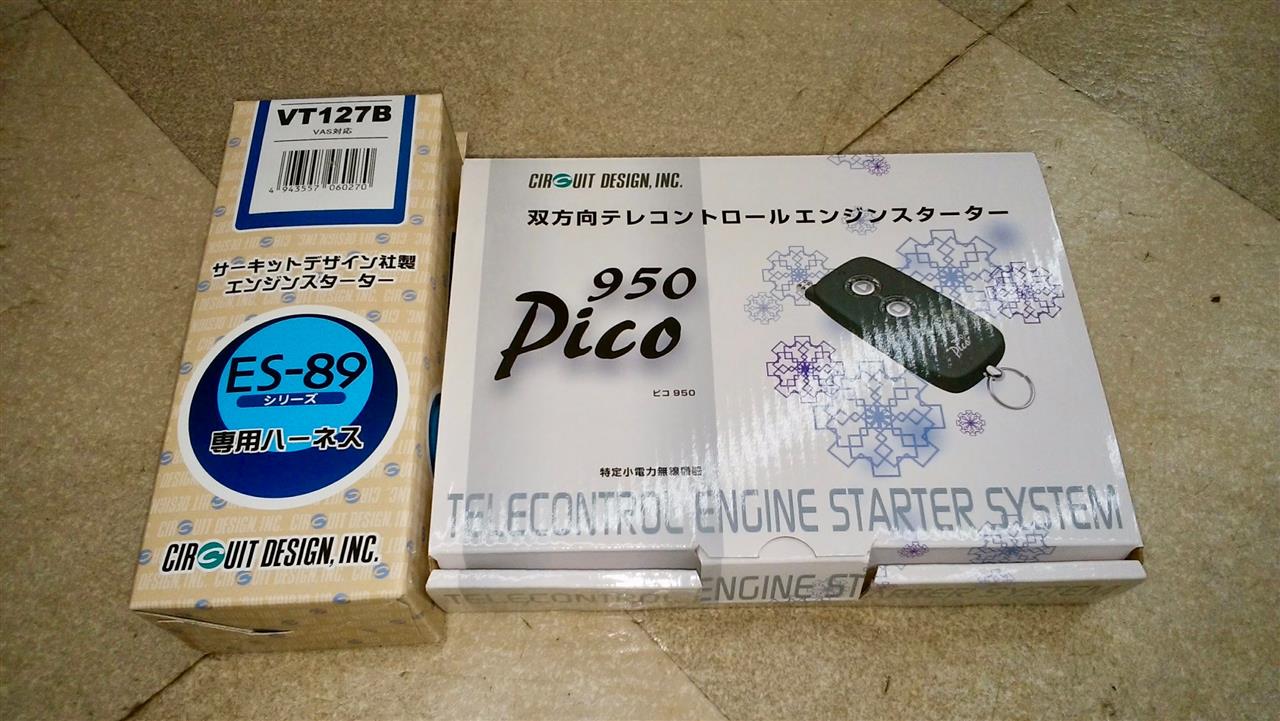 VT127B
VAS対応
4 943557 060270
サーキットデザイン社製
エンジンスターター
ES-89
シリーズ
専用ハーネス
CIRCUIT DESIGN, INC.
CIRCUIT DESIGN, INC.
双方向テレコントロールエンジンスターター
950
Pico
ピコ 950
Pico
特定小電力無線機器
TELECONTROL ENGINE STARTER SYSTEM
TELECONTROL ENGINE STARTER SYSTEM